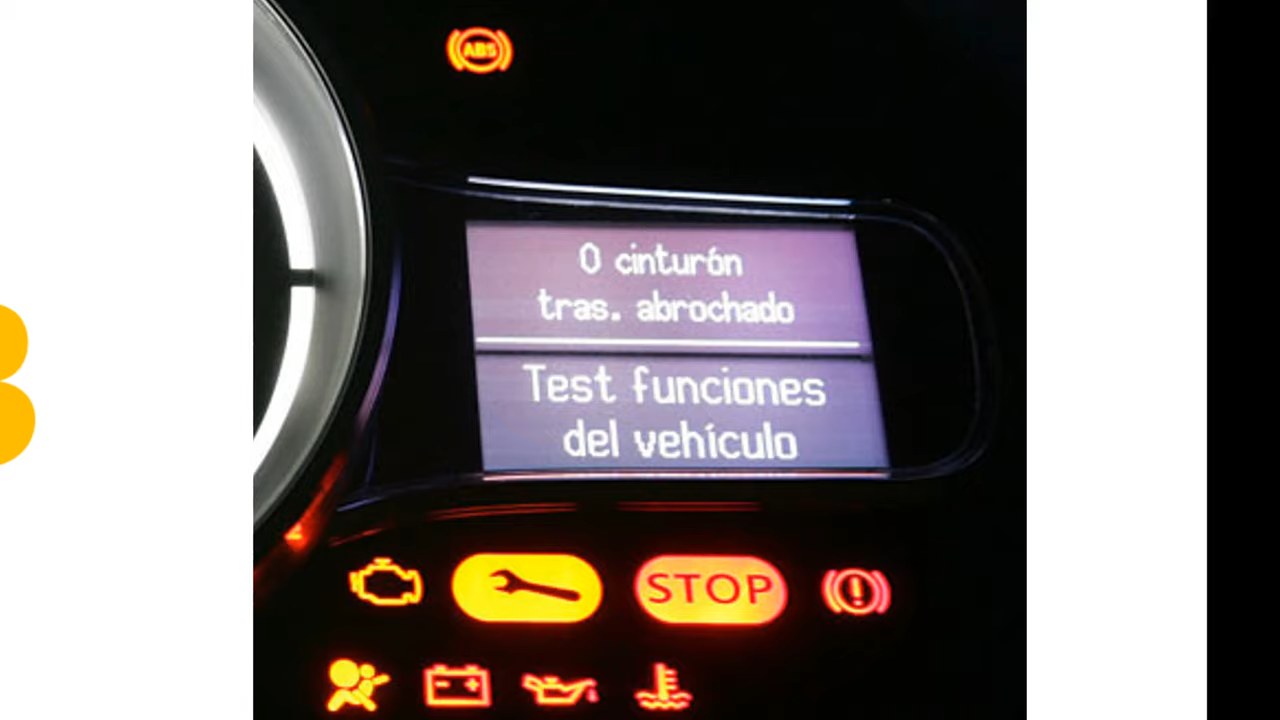 ABS
0 cinturón
tras. abrochado
Test funciones
del vehículo
STOP